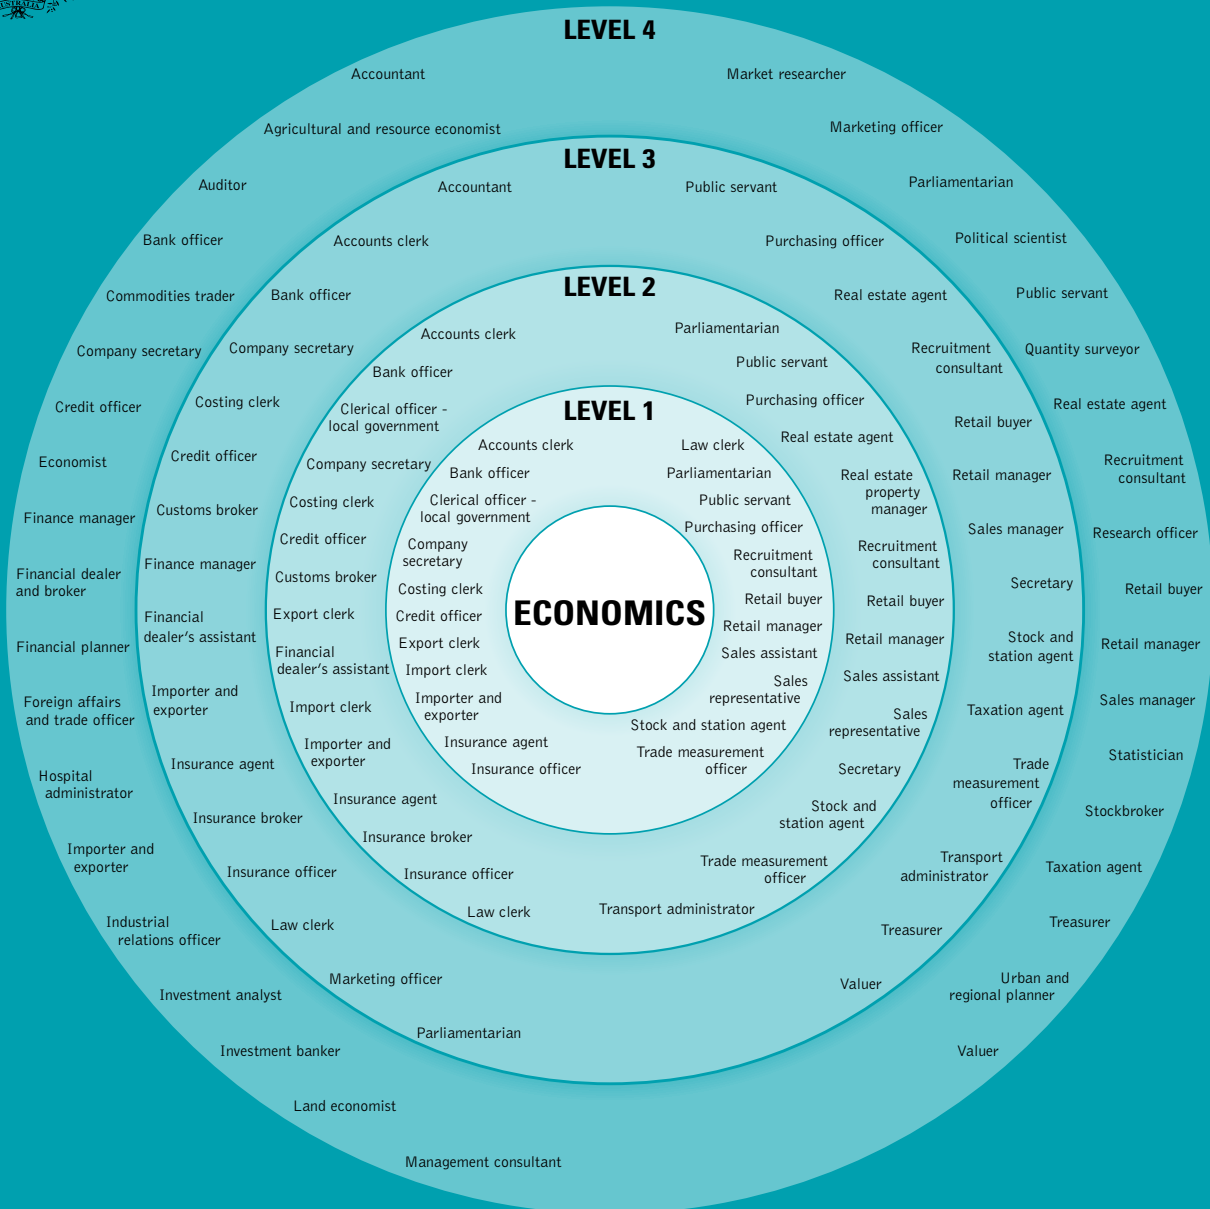 AUSTRALIA
LEVEL 4
Accountant
Agricultural and resource economist
Auditor
Bank officer
Commodities trader
Company secretary
Credit officer
Economist
Finance manager
Financial dealer
and broker
Financial planner
Foreign affairs
and trade officer
Hospital
administrator
Importer and
exporter
Industrial
relations officer
Investment analyst
Investment banker
Land economist
Management consultant
Market researcher
Marketing officer
Parliamentarian
Political scientist
Public servant
Quantity surveyor
Real estate agent
Recruitment
consultant
Research officer
Retail buyer
Retail manager
Sales manager
Statistician
Stockbroker
Taxation agent
Treasurer
Urban and
regional planner
Valuer
LEVEL 3
Accountant
Accounts clerk
Bank officer
Company secretary
Costing clerk
Credit officer
Customs broker
Finance manager
Financial
dealer's assistant
Importer and
exporter
Insurance agent
Insurance broker
Insurance officer
Law clerk
Marketing officer
Parliamentarian
Public servant
Purchasing officer
Real estate agent
Recruitment
consultant
Retail buyer
Retail manager
Sales manager
Secretary
Stock and
station agent
Taxation agent
Trade
measurement
officer
Transport
administrator
Treasurer
Valuer
LEVEL 2
Accounts clerk
Bank officer
Clerical officer -
local government
Company secretary
Costing clerk
Credit officer
Customs broker
Export clerk
Financial
dealer's assistant
Import clerk
Importer and
exporter
Insurance agent
Insurance broker
Insurance officer
Law clerk
Parliamentarian
Public servant
Purchasing officer
Real estate agent
Real estate
property
manager
Recruitment
consultant
Retail buyer
Retail manager
Sales assistant
Sales
representative
Secretary
Stock and
station agent
Trade measurement
officer
Transport administrator
LEVEL 1
Accounts clerk
Bank officer
Clerical officer -
local government
Company
secretary
Costing clerk
Credit officer
Export clerk
Import clerk
Importer and
exporter
Insurance agent
Insurance officer
Law clerk
Parliamentarian
Public servant
Purchasing officer
Recruitment
consultant
Retail buyer
Retail manager
Sales assistant
Sales
representative
Stock and station agent
Trade measurement
officer
ECONOMICS